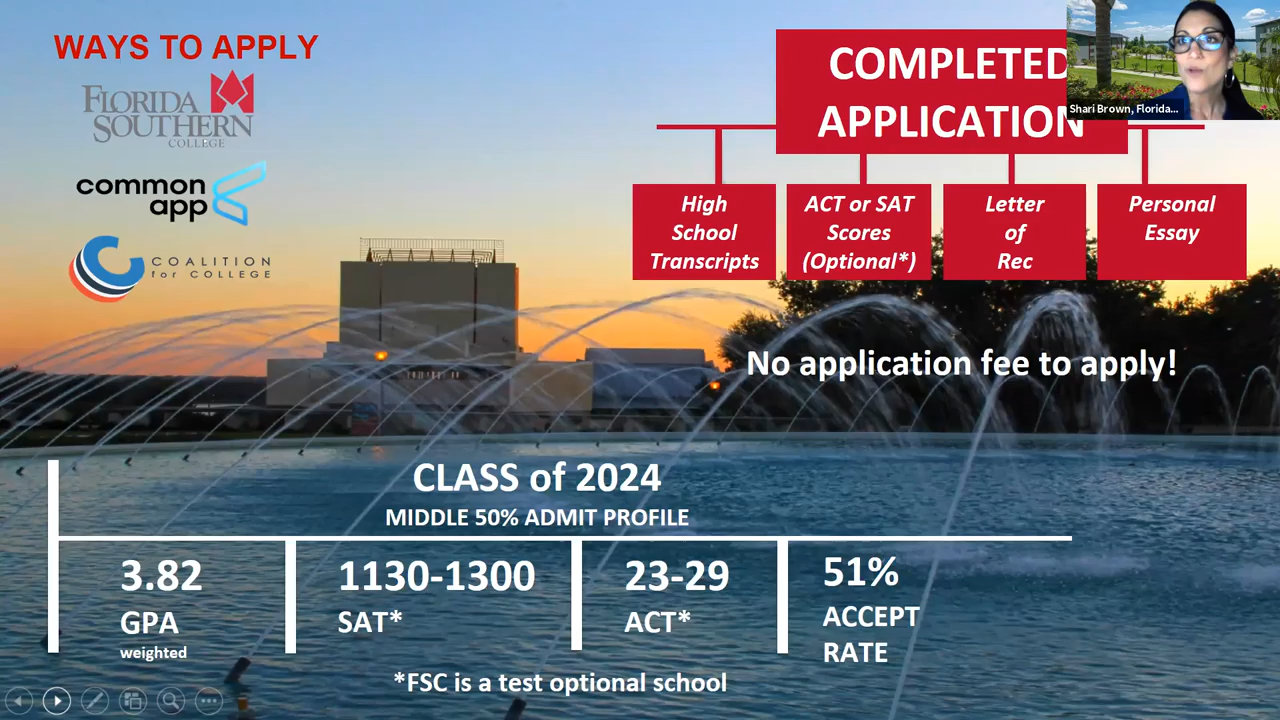 WAYS TO APPLY
FLORIDA
SOUTHERN
COLLEGE
common
app
COALITION
for COLLEGE
COMPLETED
APPLICATION
Shari Brown, Florida...
High
School
Transcripts
ACT or SAT
Scores
(Optional*)
Letter
of
Rec
Personal
Essay
No application fee to apply!
CLASS of 2024
MIDDLE 50% ADMIT PROFILE
3.82
GPA
weighted
1130-1300
SAT*
23-29
ACT*
51%
ACCEPT
RATE
*FSC is a test optional school